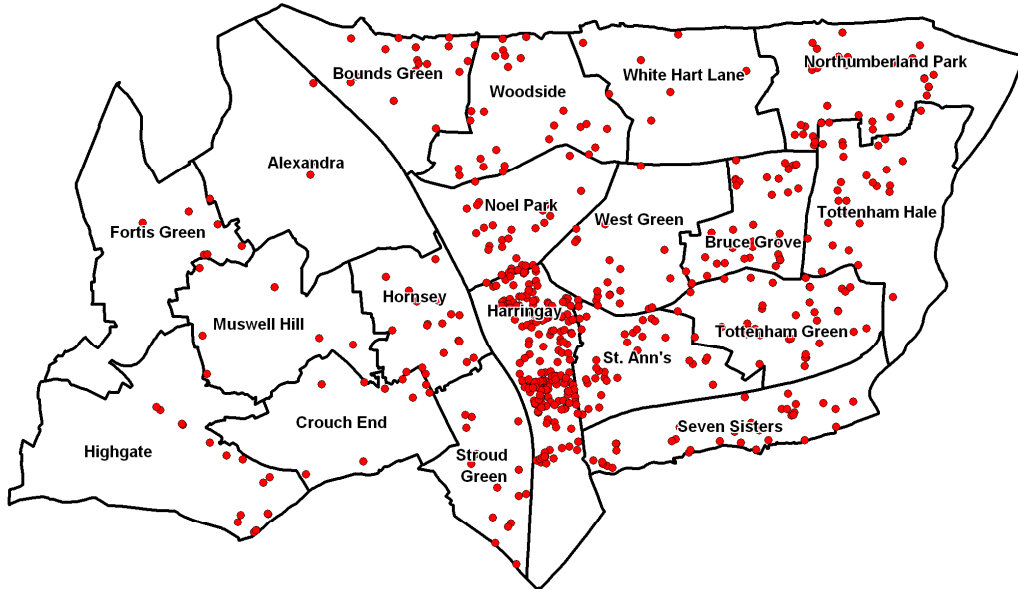 Northumberland Park
Bounds Green
White Hart Lane
Woodside
Alexandra
Noel Park
Tottenham Hale
West Green
Fortis Green
Bruce Grove
Hornsey
Harringay
Muswell Hill
Tottenham Green
St. Ann's
Crouch End
Seven Sisters
Highgate
Stroud
Green